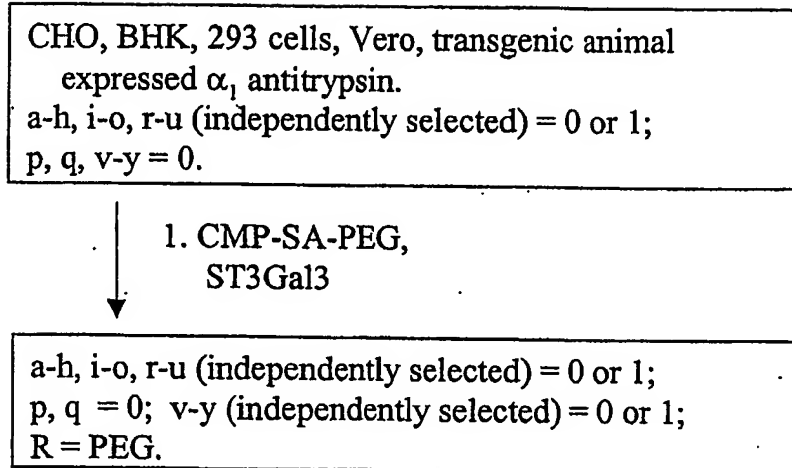 CHO, BHK, 293 cells, Vero, transgenic animal
expressed α₁ antitrypsin.
a-h, i-o, r-u (independently selected) = 0 or 1;
p, q, v-y = 0.
1. CMP-SA-PEG,
ST3Gal3
a-h, i-o, r-u (independently selected) = 0 or 1;
p, q = 0; v-y (independently selected) = 0 or 1;
R = PEG.